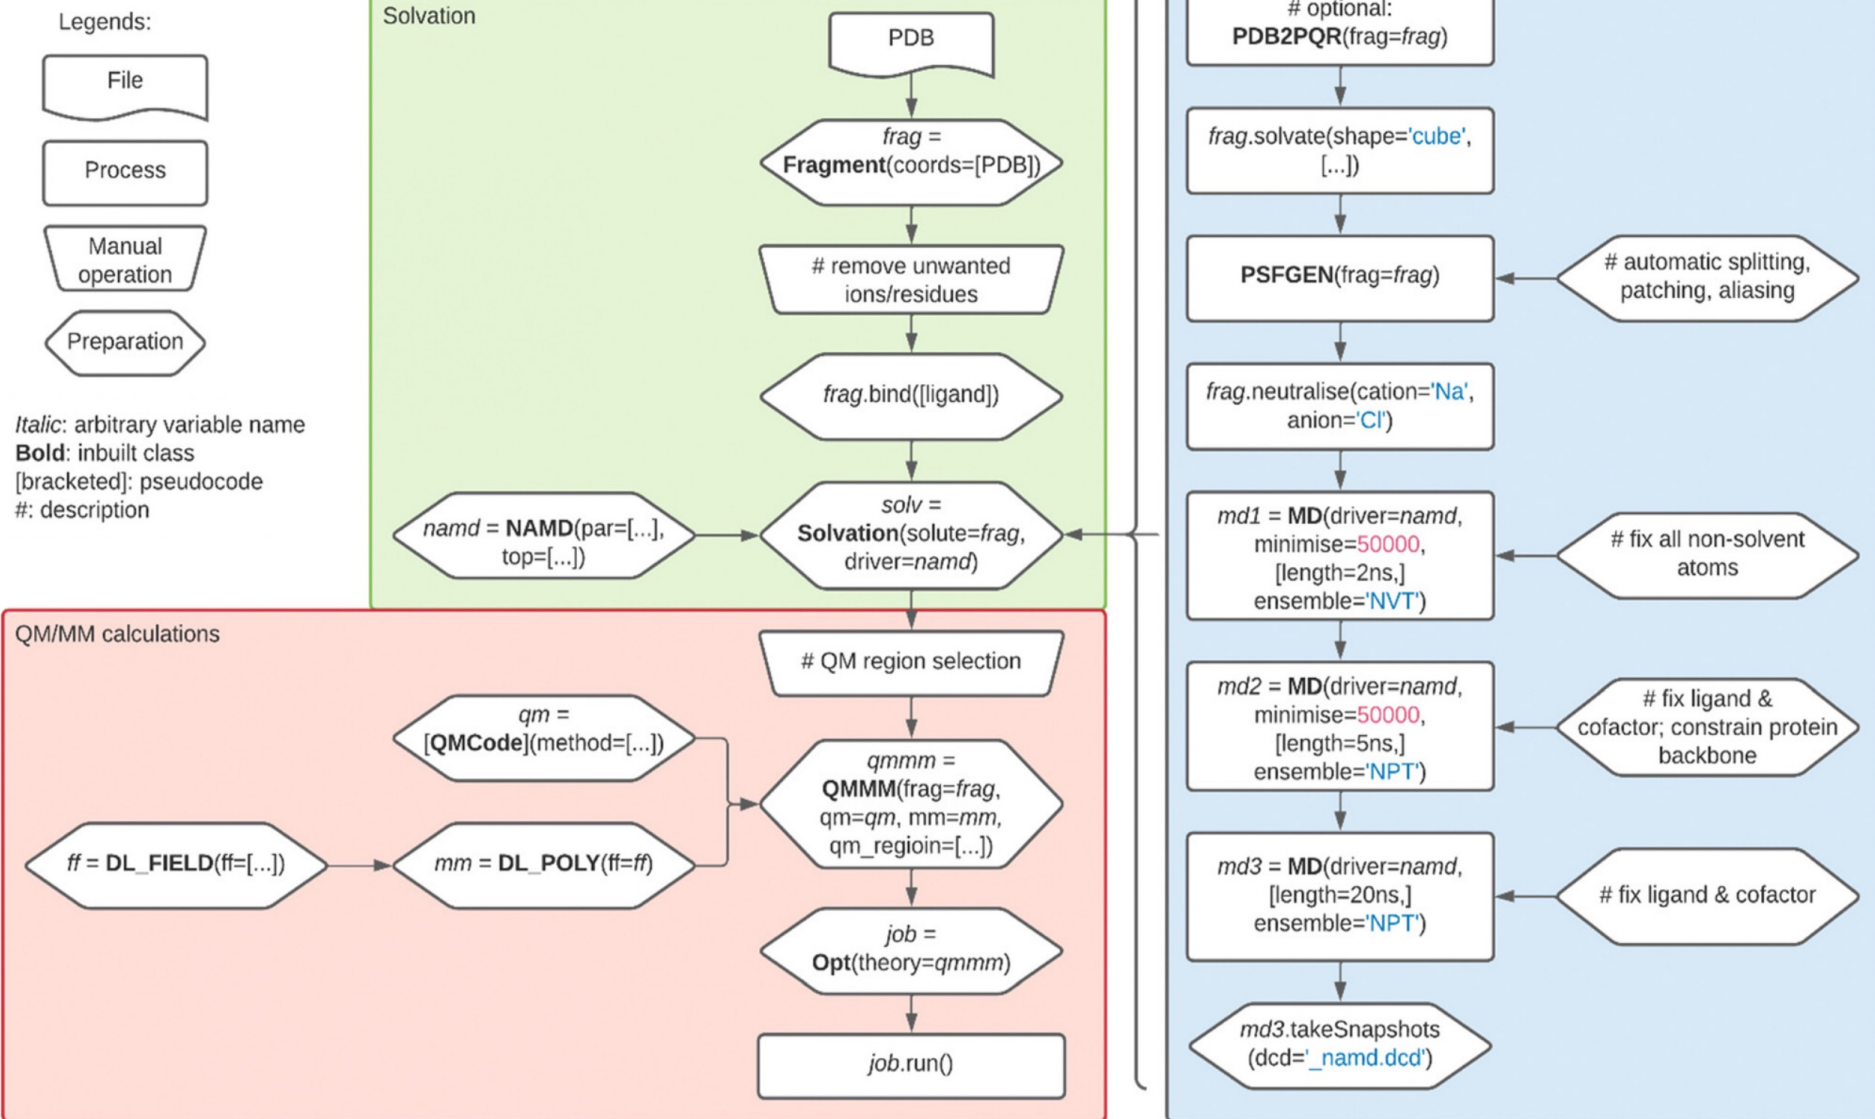 Legends:
File
Process
Manual
operation
Preparation
Italic: arbitrary variable name
Bold: inbuilt class
[bracketed]: pseudocode
#: description
Solvation
PDB
frag =
Fragment(coords=[PDB])
# remove unwanted
ions/residues
frag.bind([ligand])
namd = NAMD(par=[...],
top=[...])
solv =
Solvation(solute=frag,
driver=namd)
QM/MM calculations
# QM region selection
qm =
[QMCode](method=[...])
ff = DL_FIELD(ff=[...])
mm = DL_POLY(ff=ff)
qmmm =
QMMM(frag=frag,
qm=qm, mm=mm,
qm_regioin=[...])
job =
Opt(theory=qmmm)
job.run()
# optional:
PDB2PQR(frag=frag)
frag.solvate(shape='cube',
[...])
PSFGEN(frag=frag)
# automatic splitting,
patching, aliasing
frag.neutralise(cation='Na',
anion='Cl')
md1 = MD(driver=namd,
minimise=50000,
[length=2ns,]
ensemble='NVT')
# fix all non-solvent
atoms
md2 = MD(driver=namd,
minimise=50000,
[length=5ns,]
ensemble='NPT')
# fix ligand &
cofactor; constrain protein
backbone
md3 = MD(driver=namd,
[length=20ns,]
ensemble='NPT')
# fix ligand & cofactor
md3.takeSnapshots
(dcd='_namd.dcd')